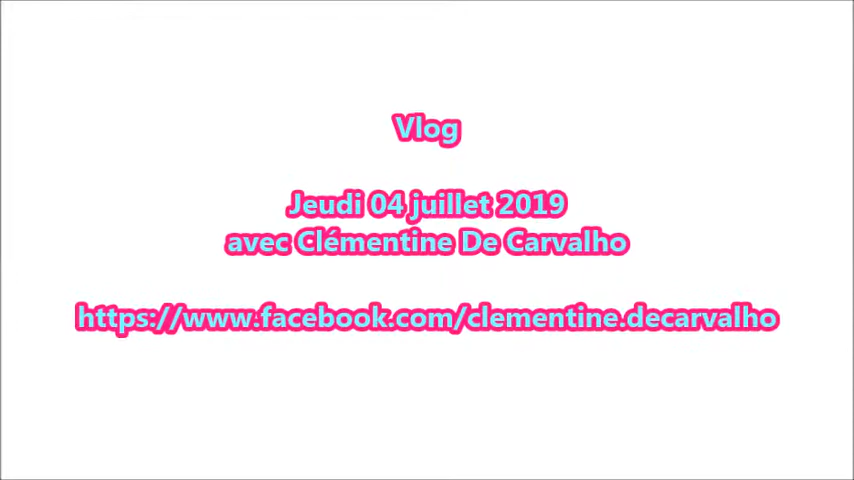 Vlog
Jeudi 04 juillet 2019
avec Clémentine De Carvalho
https://www.facebook.com/clementine.decarvalho